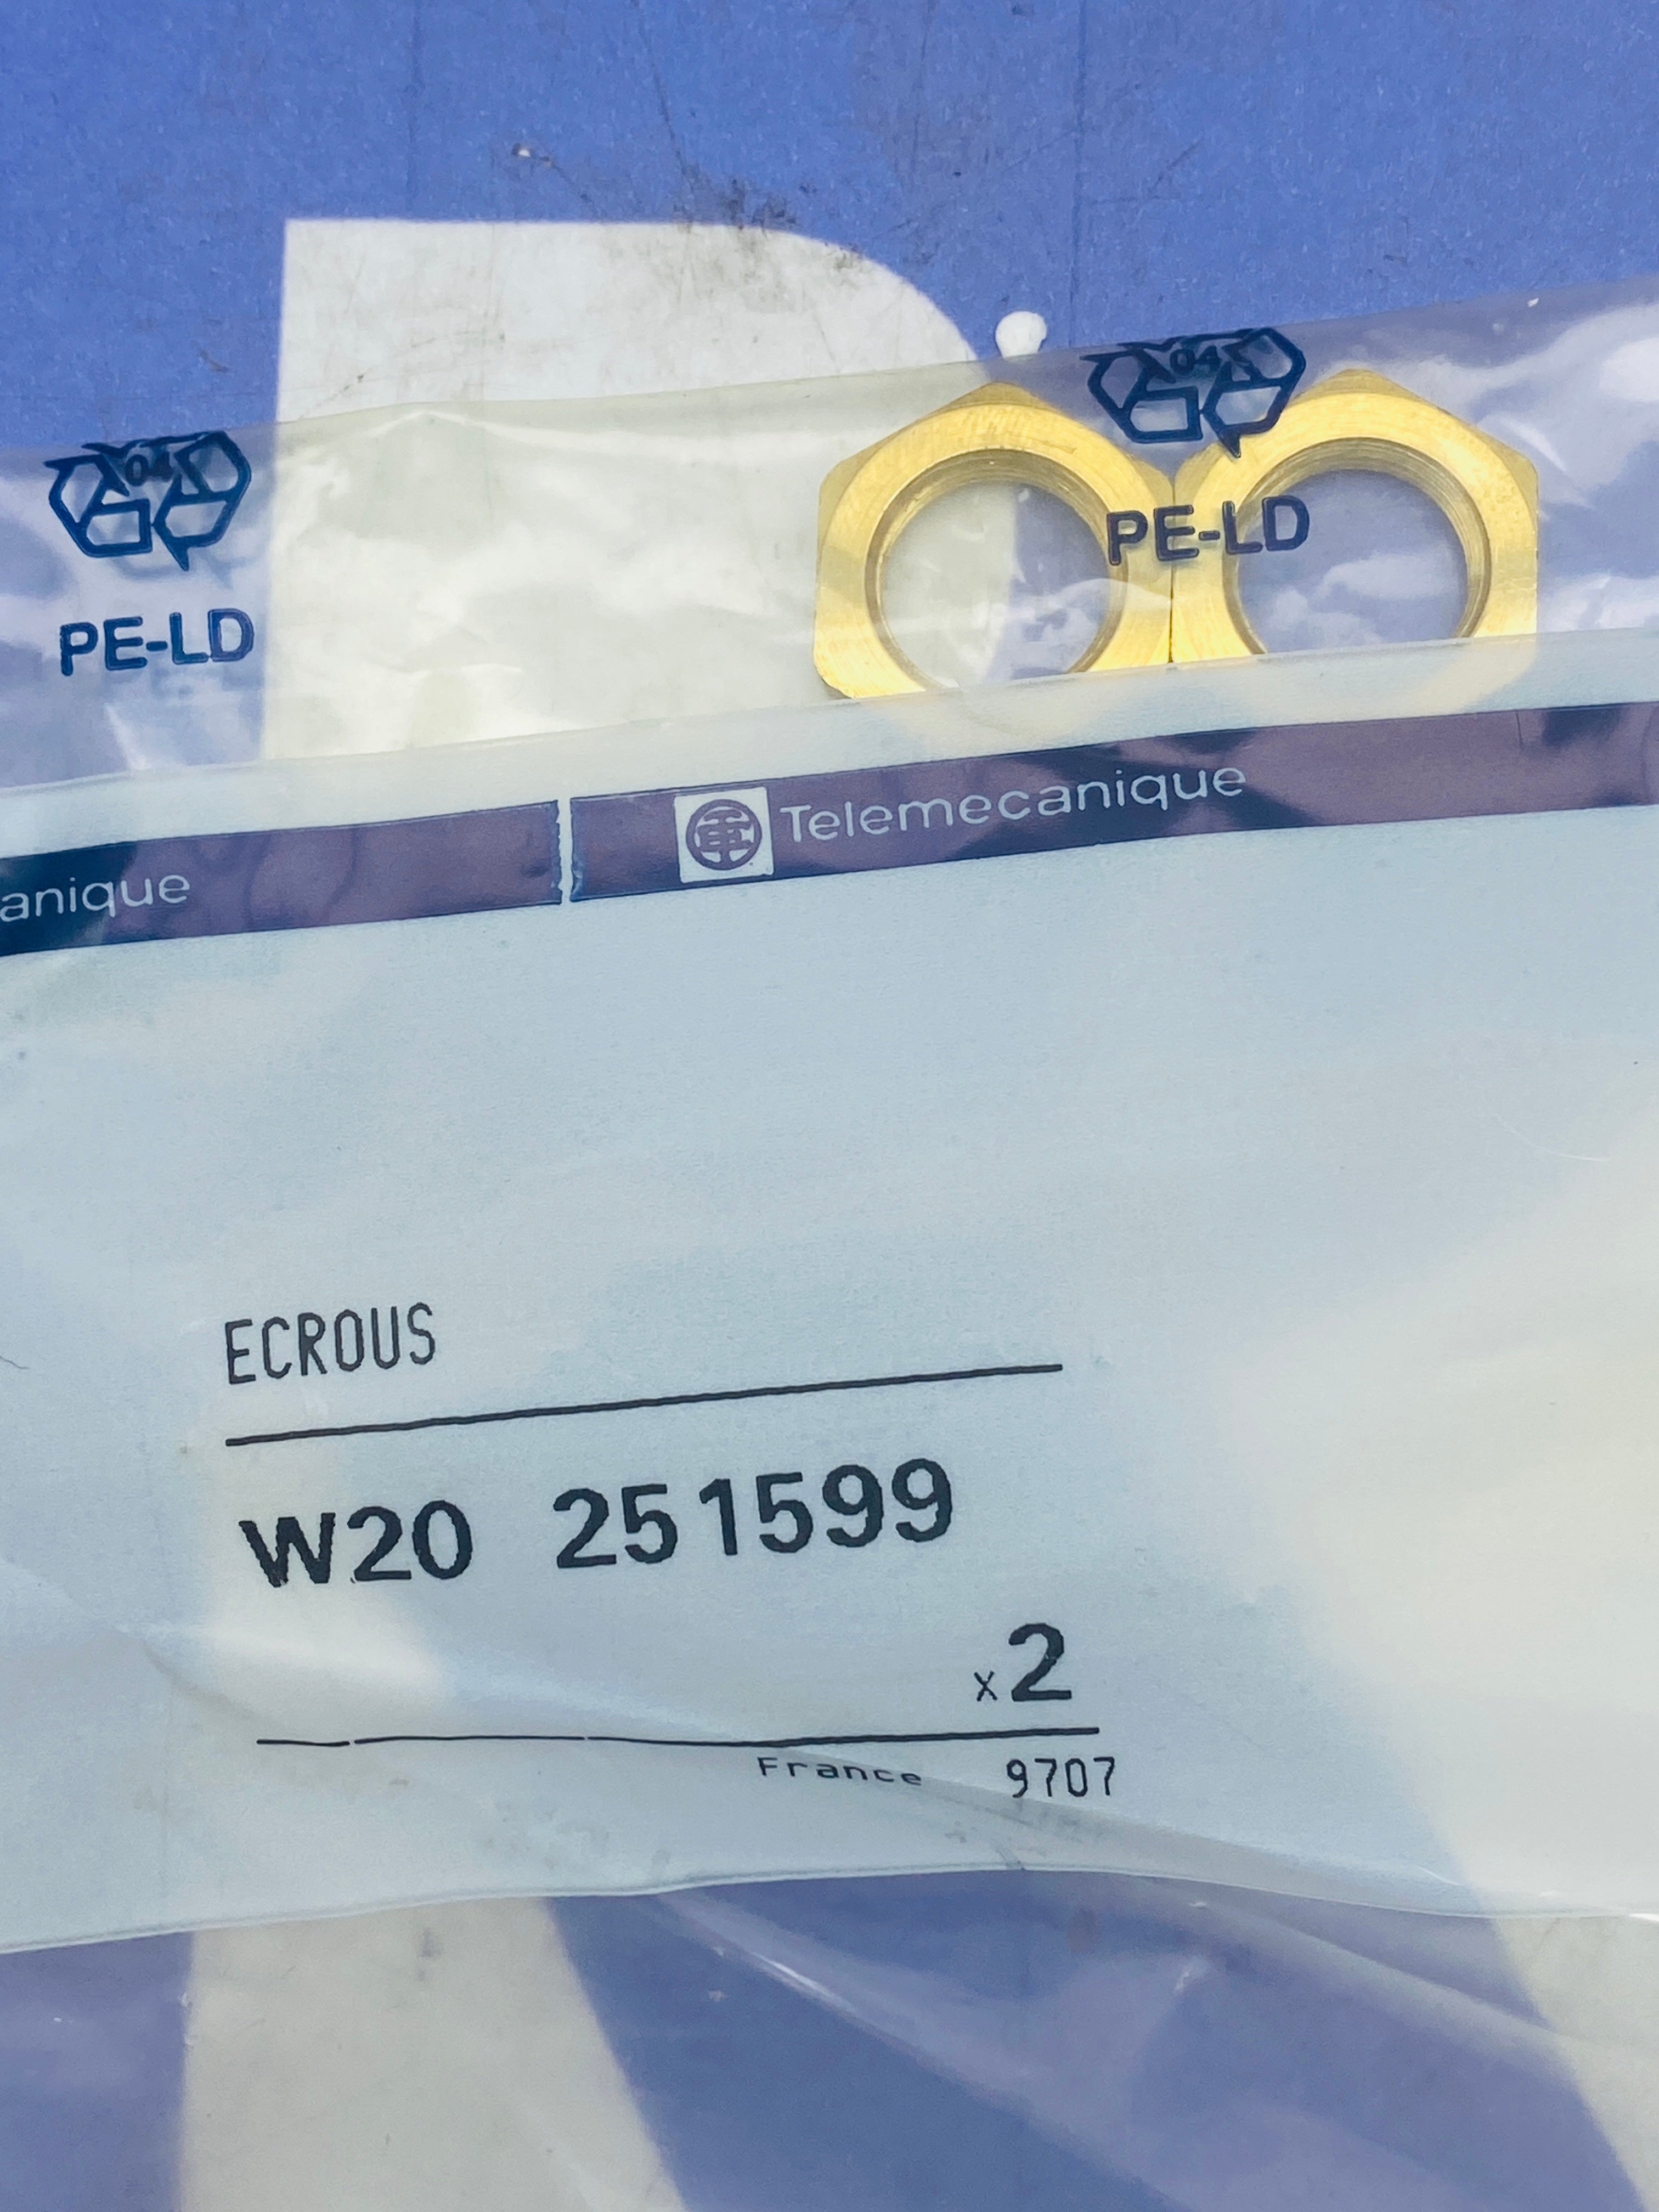 04
PE-LD
04
PE-LD
anique
Telemecanique
ECROUS
W20 251599
x2
France 9707